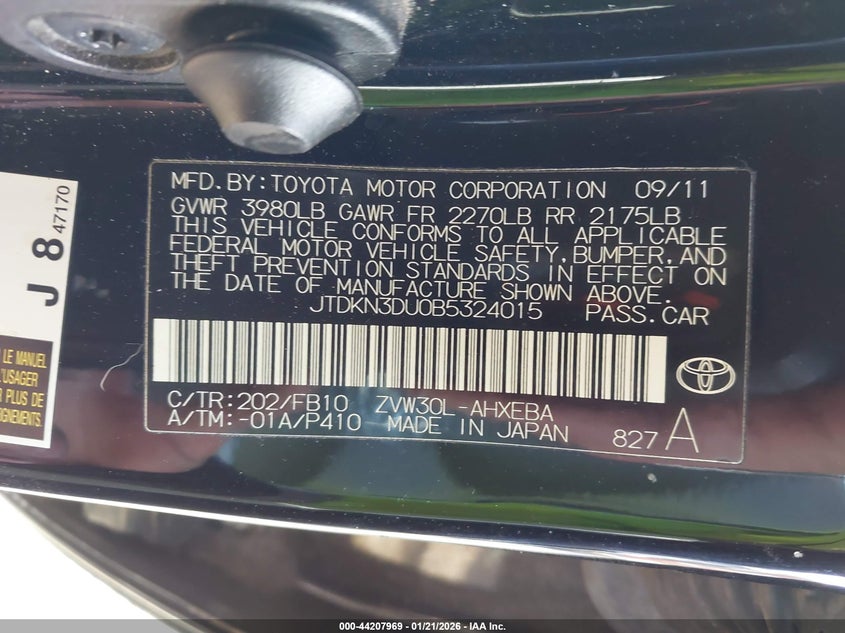 MFD.BY:TOYOTA MOTOR CORPORATION 09/11
GVWR 3980LB GAWR FR 2270LB RR 2175LB
THIS VEHICLE CONFORMS TO ALL APPLICABLE
FEDERAL MOTOR VEHICLE SAFETY,BUMPER,AND
THEFT PREVENTION STANDARDS IN EFFECT ON
THE DATE OF MANUFACTURE SHOWN ABOVE.
JTDKN3DU0B5324015 PASS.CAR
C/TR:202/FB10 ZVW30L-AHXEBA
A/TM:-01A/P410 MADE IN JAPAN 827A
J 8 47170
LE MANUEL
L'USAGER
R PLUS DE
IGNEMENTS.
000-44207969 | 01/21/2026 | IAA Inc.